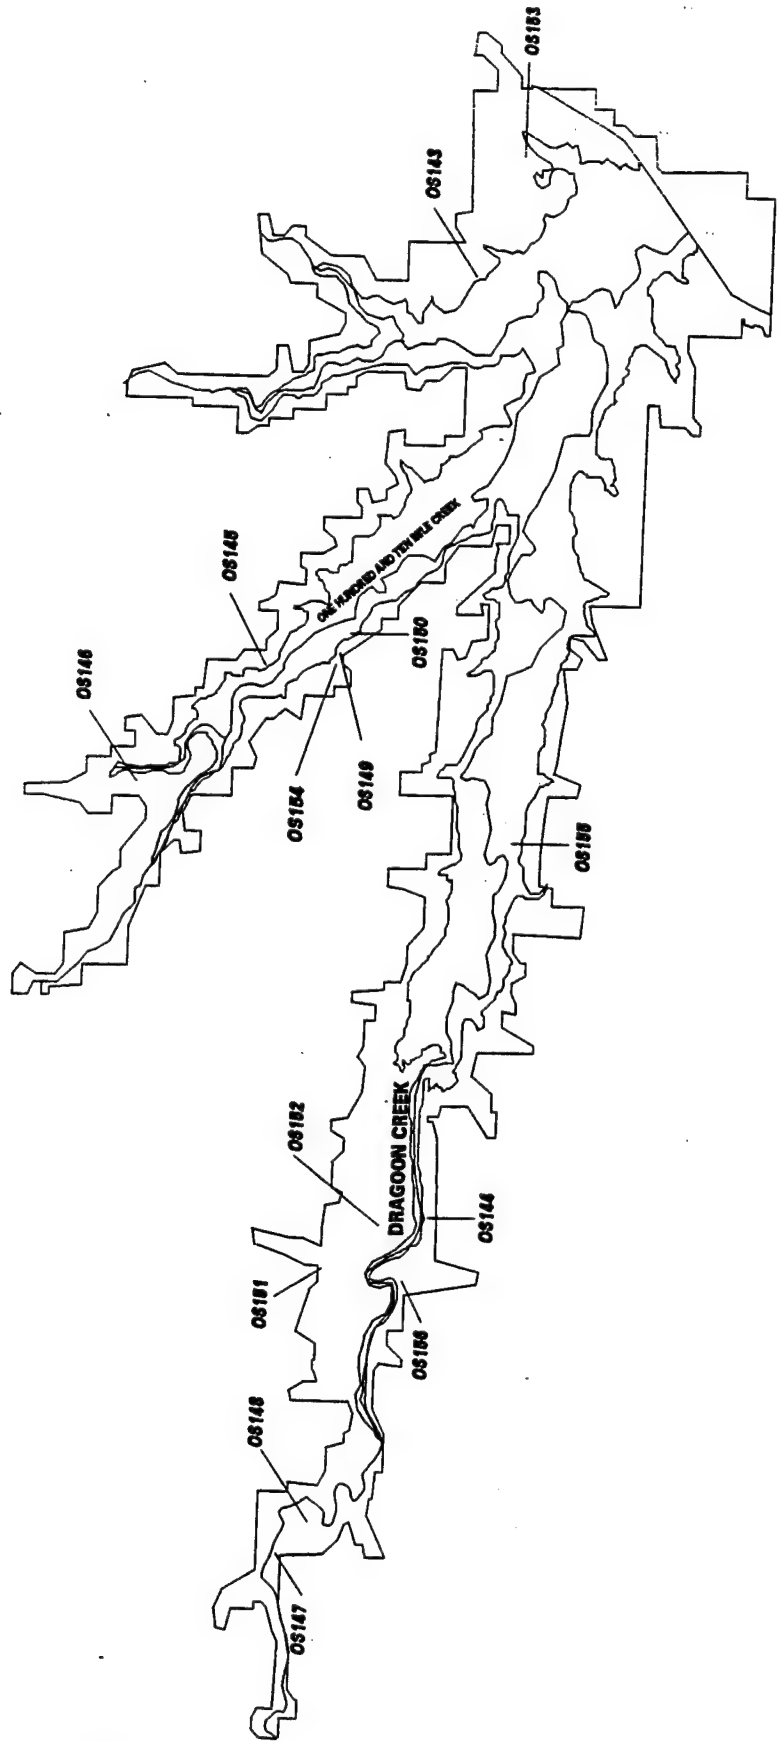 OS153
OS143
OS145
OS146
ONE HUNDRED AND TEN MILE CREEK
OS150
OS149
OS154
OS155
OS152
DRAGOON CREEK
OS144
OS151
OS156
OS148
OS147